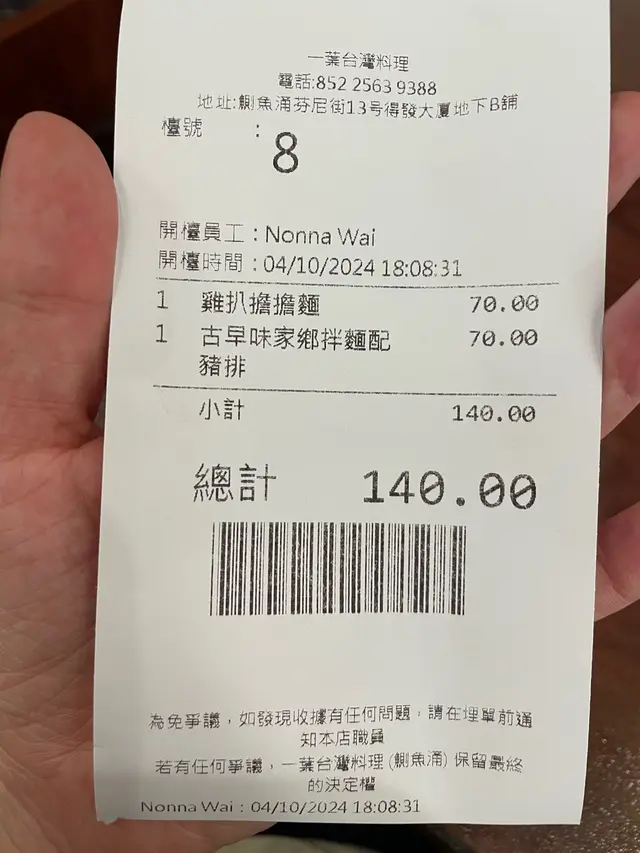 一葉台灣料理
電話:852 2563 9388
地址:鰂魚涌芬尼街13号得發大廈地下B舖
檯號 : 8
開檯員工 : Nonna Wai
開檯時間 : 04/10/2024 18:08:31
1 雞扒擔擔麵 70.00
1 古早味家鄉拌麵配 70.00
豬排
小計 140.00
總計 140.00
為免爭議，如發現收據有任何問題，請在埋單前通
知本店職員
若有任何爭議，一葉台灣料理 (鰂魚涌) 保留最終
的決定權
Nonna Wai : 04/10/2024 18:08:31